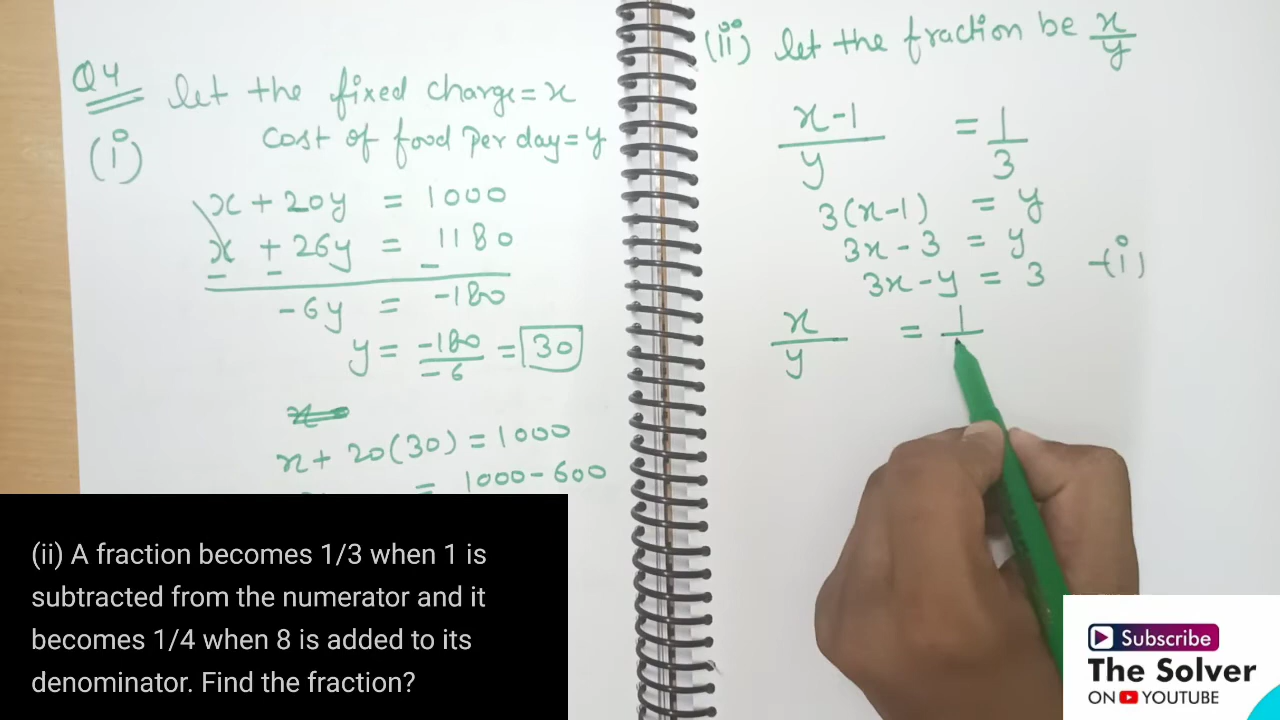 Q4 let the fixed charge = x
(i) cost of food per day = y
x + 20y = 1000
x + 26y = 1180
- - -
-6y = -180
y = -180/-6 = 30
x + 20(30) = 1000
= 1000 - 600
(ii) let the fraction be x/y
x-1/y = 1/3
3(x-1) = y
3x - 3 = y
3x - y = 3 -(i)
x/y = 1
(ii) A fraction becomes 1/3 when 1 is
subtracted from the numerator and it
becomes 1/4 when 8 is added to its
denominator. Find the fraction?
Subscribe
The Solver
ON YOUTUBE